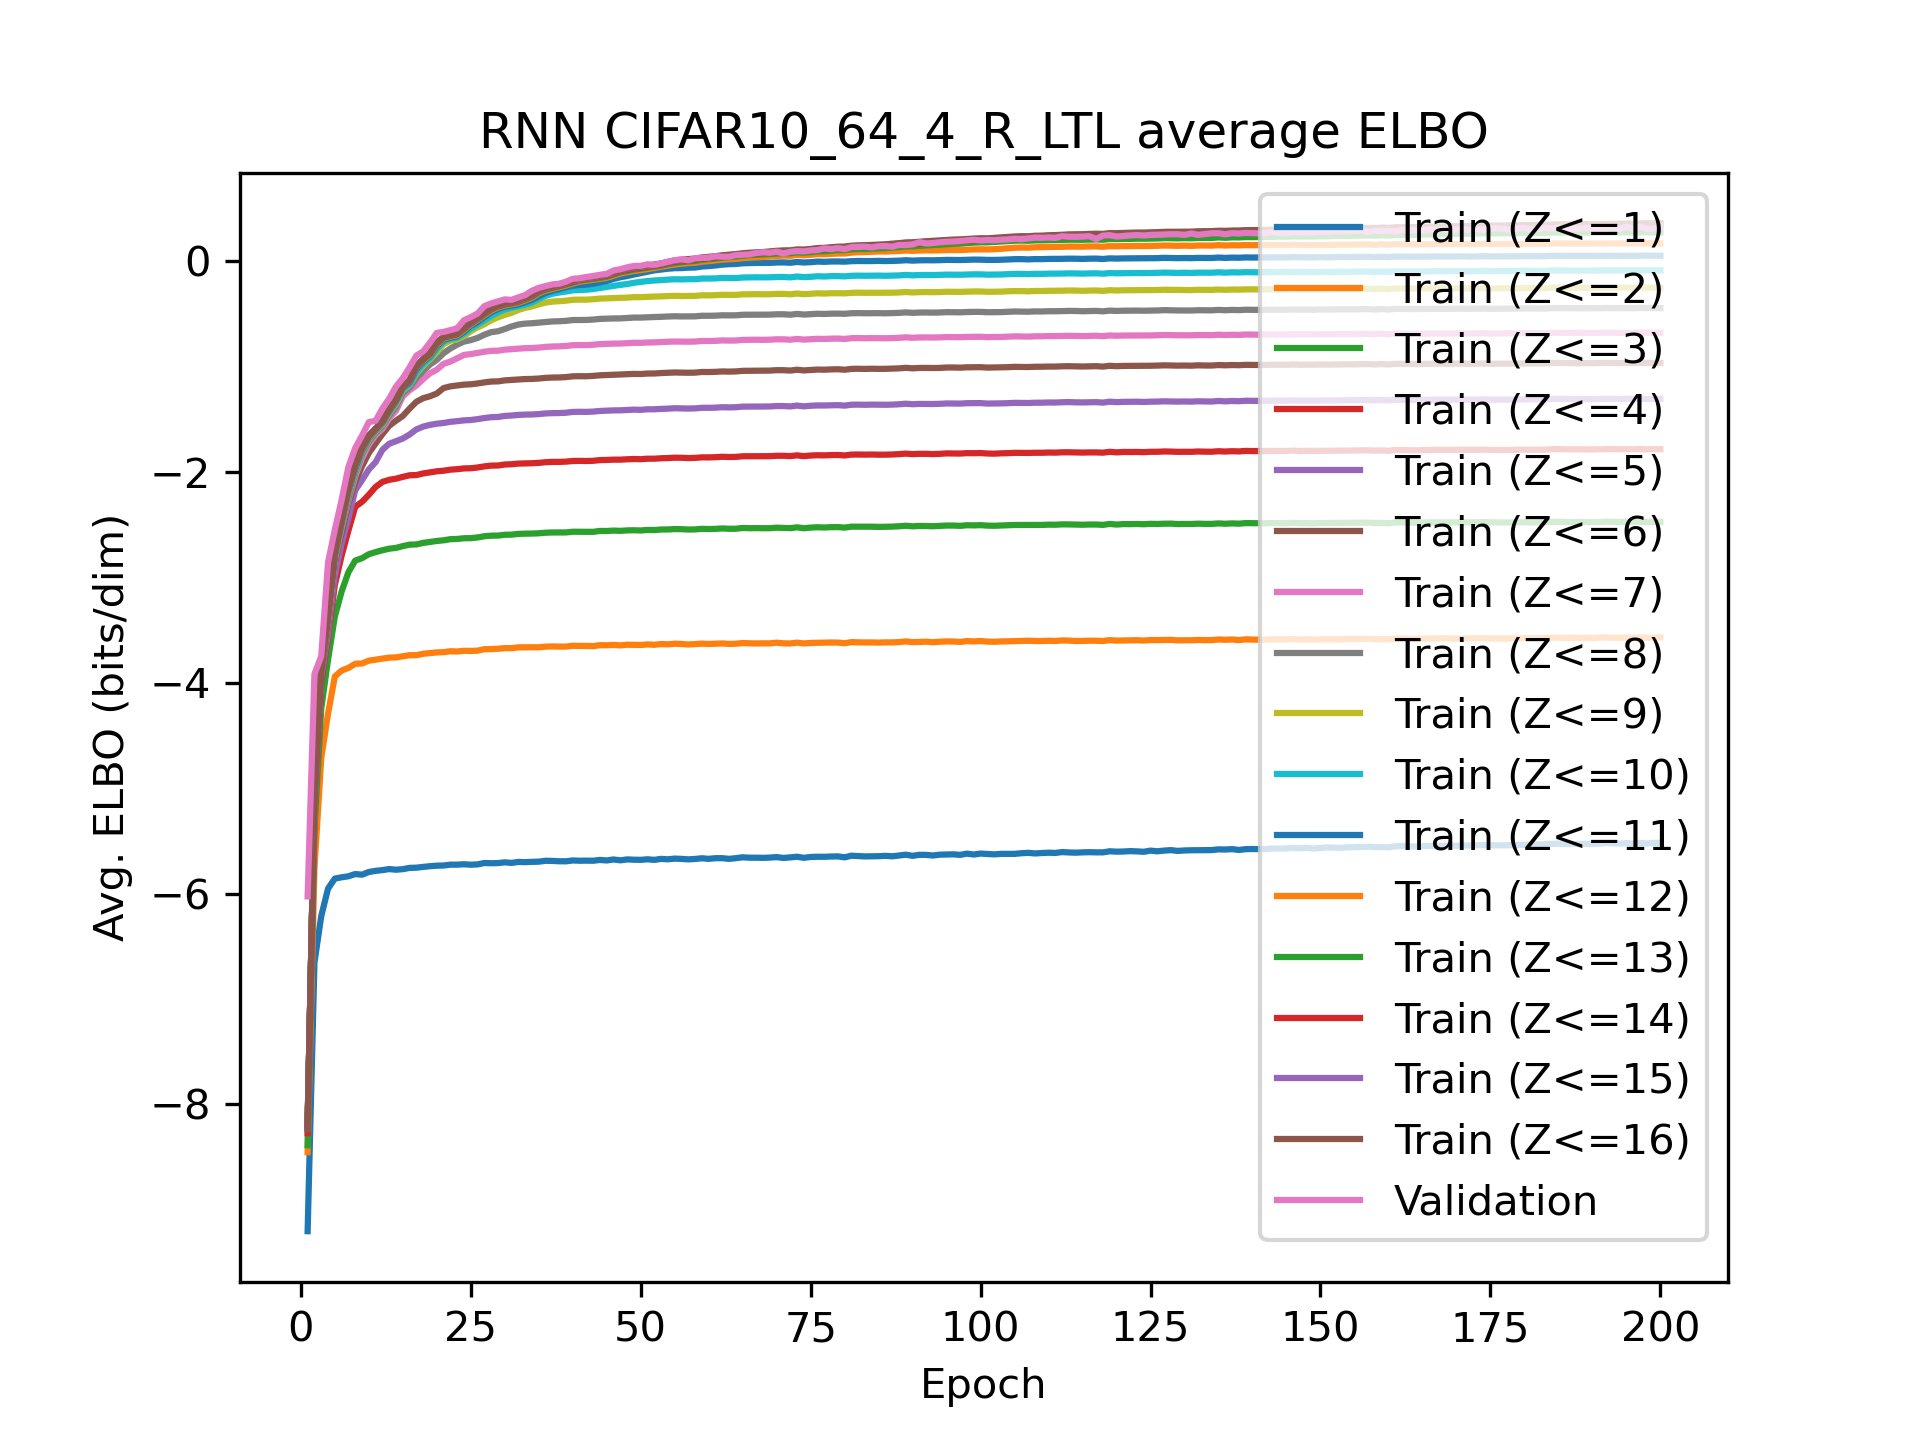 RNN CIFAR10_64_4_R_LTL average ELBO
Avg. ELBO (bits/dim)
0
−2
−4
−6
−8
Train (Z<=1)
Train (Z<=2)
Train (Z<=3)
Train (Z<=4)
Train (Z<=5)
Train (Z<=6)
Train (Z<=7)
Train (Z<=8)
Train (Z<=9)
Train (Z<=10)
Train (Z<=11)
Train (Z<=12)
Train (Z<=13)
Train (Z<=14)
Train (Z<=15)
Train (Z<=16)
Validation
0 25 50 75 100 125 150 175 200
Epoch